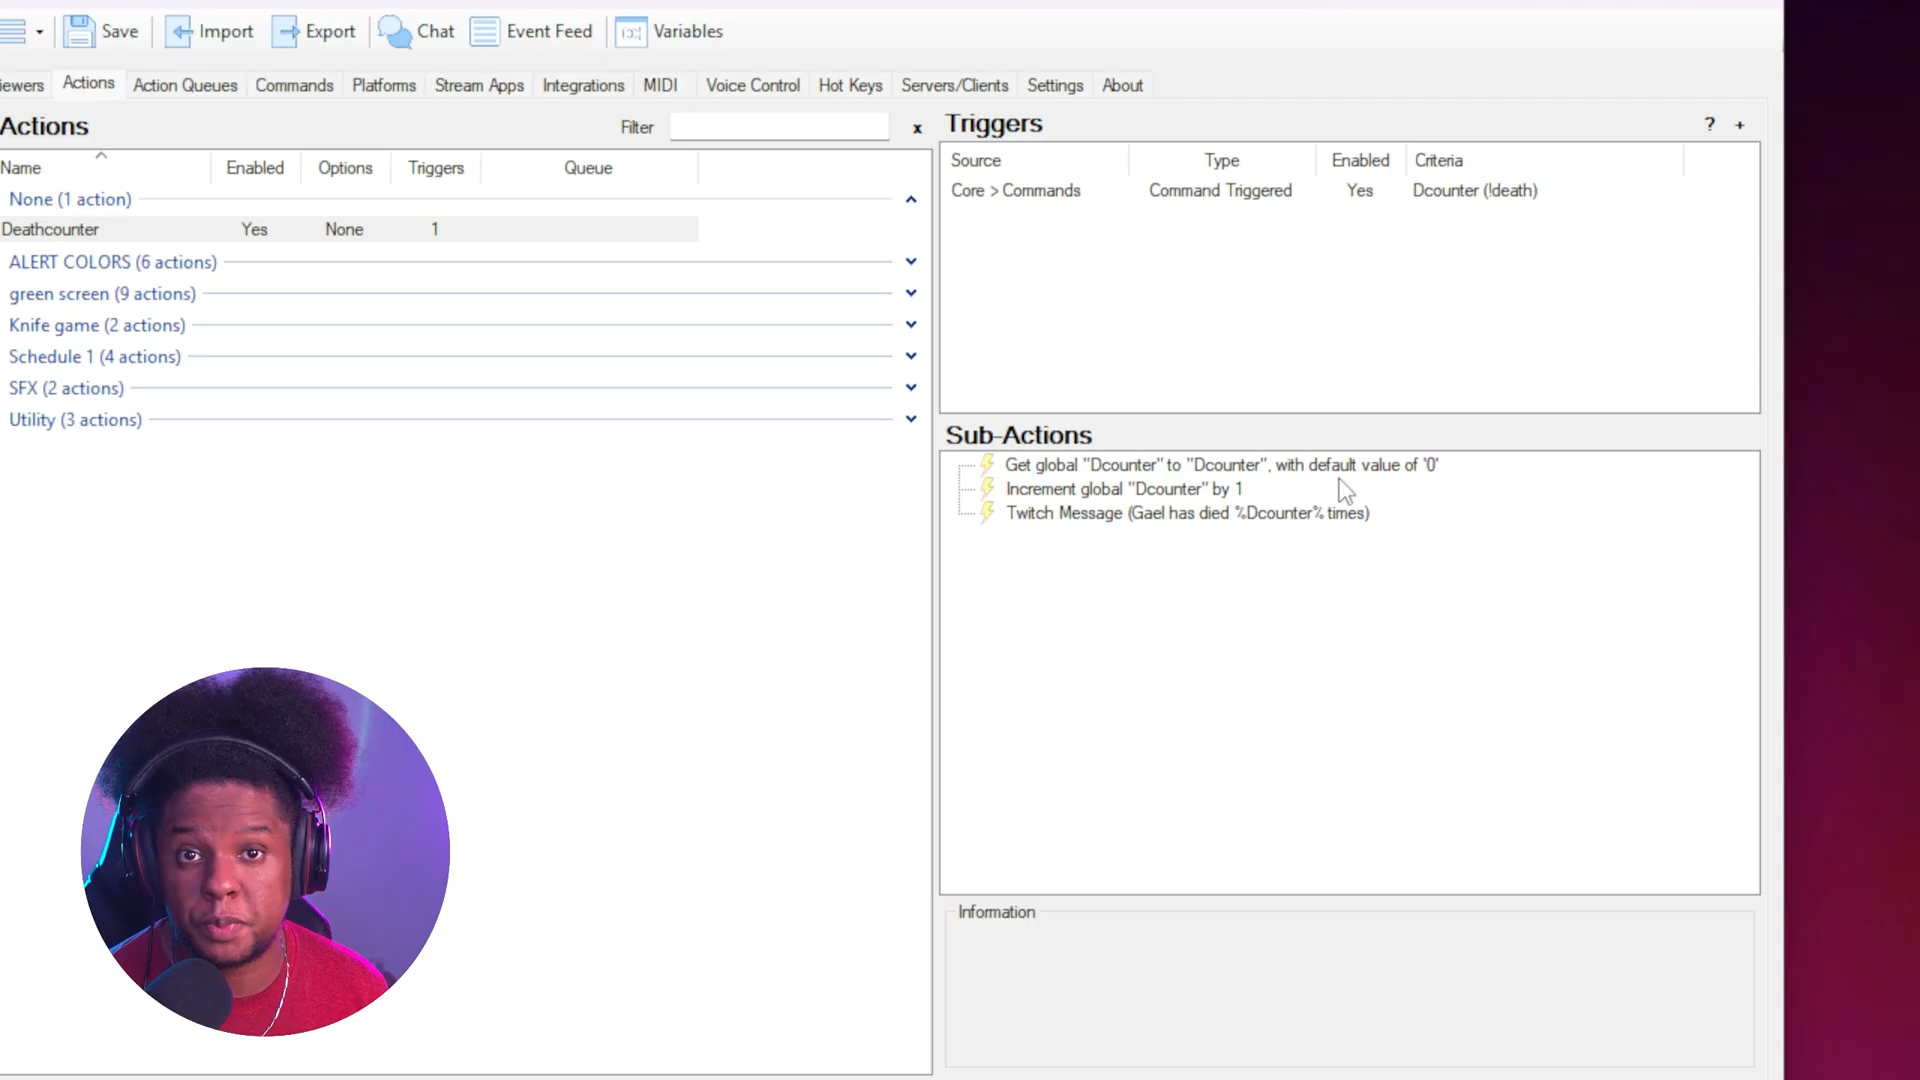 Save Import Export Chat Event Feed Variables
iewers Actions Action Queues Commands Platforms Stream Apps Integrations MIDI Voice Control Hot Keys Servers/Clients Settings About
Actions Filter x
Name Enabled Options Triggers Queue
None (1 action)
Deathcounter Yes None 1
ALERT COLORS (6 actions)
green screen (9 actions)
Knife game (2 actions)
Schedule 1 (4 actions)
SFX (2 actions)
Utility (3 actions)
Triggers ? +
Source Type Enabled Criteria
Core > Commands Command Triggered Yes Dcounter (!death)
Sub-Actions
Get global "Dcounter" to "Dcounter", with default value of '0'
Increment global "Dcounter" by 1
Twitch Message (Gael has died %Dcounter% times)
Information